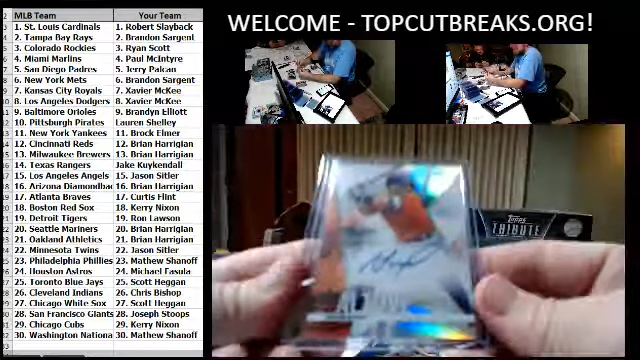 WELCOME - TOPCUTBREAKS.ORG!
MLB Team Your Team
1. St. Louis Cardinals 1. Robert Slayback
2. Tampa Bay Rays 2. Brandon Sargent
3. Colorado Rockies 3. Ryan Scott
4. Miami Marlins 4. Paul McIntyre
5. San Diego Padres 5. Jerry Palcan
6. New York Mets 6. Brandon Sargent
7. Kansas City Royals 7. Xavier McKee
8. Los Angeles Dodgers 8. Xavier McKee
9. Baltimore Orioles 9. Brandyn Elliott
10. Pittsburgh Pirates Lauren Shelley
11. New York Yankees 11. Brock Elmer
12. Cincinnati Reds 12. Brian Harrigian
13. Milwaukee Brewers 13. Brian Harrigian
14. Texas Rangers Jake Kuykendall
15. Los Angeles Angels 15. Jason Sitler
16. Arizona Diamondbac 16. Brian Harrigian
17. Atlanta Braves 17. Curtis Flint
18. Boston Red Sox 18. Kerry Nixon
19. Detroit Tigers 19. Ron Lawson
20. Seattle Mariners 20. Brian Harrigian
21. Oakland Athletics 21. Brian Harrigian
22. Minnesota Twins 22. Jason Sitler
23. Philadelphia Phillies 23. Mathew Shanoff
24. Houston Astros 24. Michael Fasula
25. Toronto Blue Jays 25. Scott Heggan
26. Cleveland Indians 26. Chris Bishop
27. Chicago White Sox 27. Scott Heggan
28. San Francisco Giants 28. Joseph Stoops
29. Chicago Cubs 29. Kerry Nixon
30. Washington Nationa 30. Mathew Shanoff
Topps
TRIBUTE